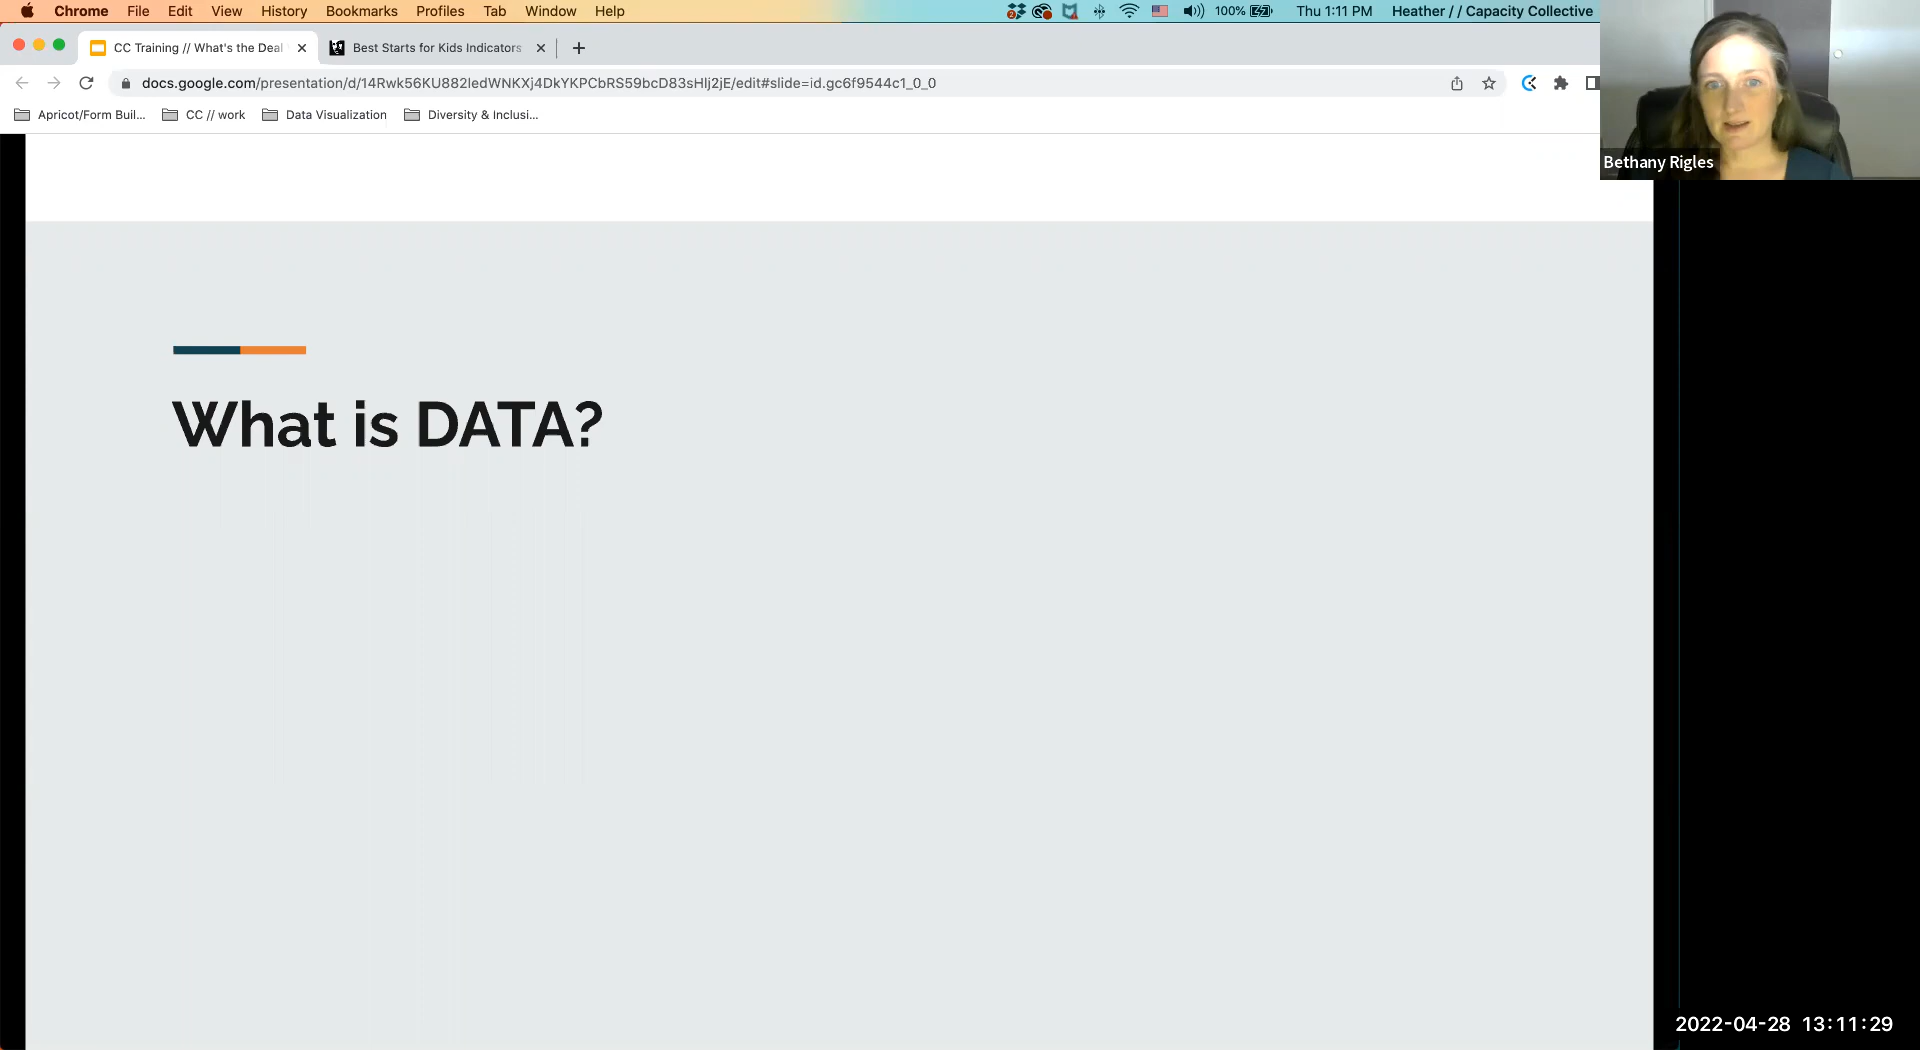 Chrome File Edit View History Bookmarks Profiles Tab Window Help 100% Thu 1:11 PM Heather // Capacity Collective
CC Training // What's the Deal Best Starts for Kids Indicators
docs.google.com/presentation/d/14Rwk56KU882ledWNKXj4DkYKPCbRS59bcD83sHlj2jE/edit#slide=id.gc6f9544c1_0_0
Apricot/Form Buil... CC // work Data Visualization Diversity & Inclusi...
Bethany Rigles
What is DATA?
2022-04-28 13:11:29